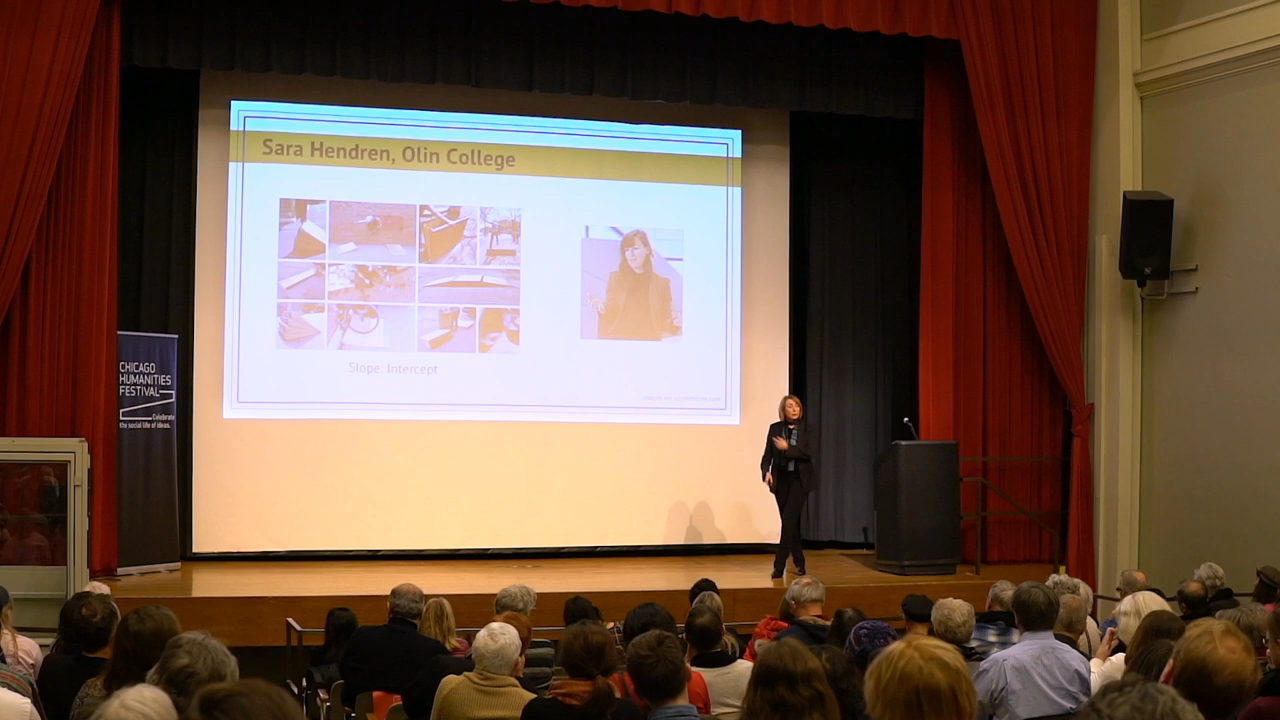 Sara Hendren, Olin College
Slope: Intercept
CHICAGO
HUMANITIES
FESTIVAL
Celebrate
the social life of ideas.